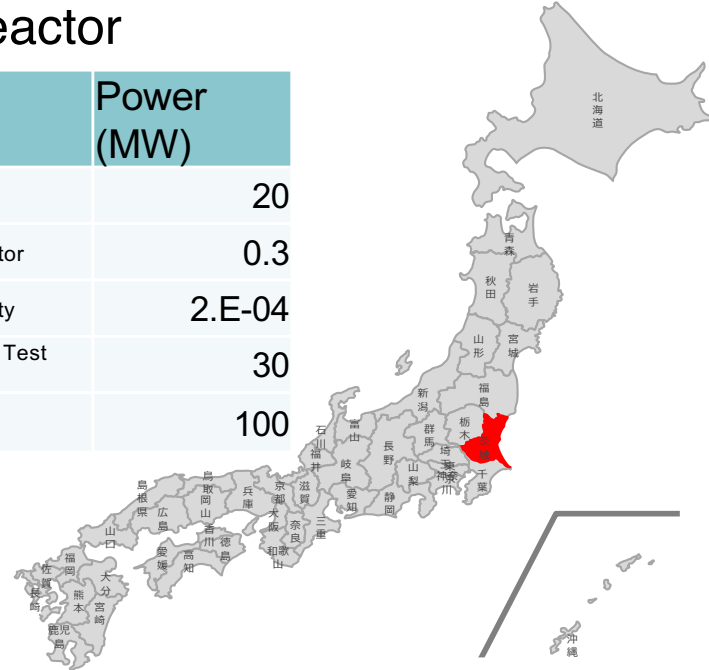 eactor
Power
(MW)
20
tor 0.3
ty 2.E-04
Test 30
100
北海道
青森
秋田
岩手
山形
宮城
福島
新潟
栃木
群馬
茨城
埼玉
東京
神奈川
千葉
山梨
長野
富山
石川
福井
岐阜
静岡
愛知
滋賀
三重
京都
大阪
奈良
和歌山
兵庫
鳥取
岡山
島根県
広島
山口
香川
徳島
愛媛
高知
福岡
佐賀
長崎
大分
熊本
宮崎
鹿児島
沖縄